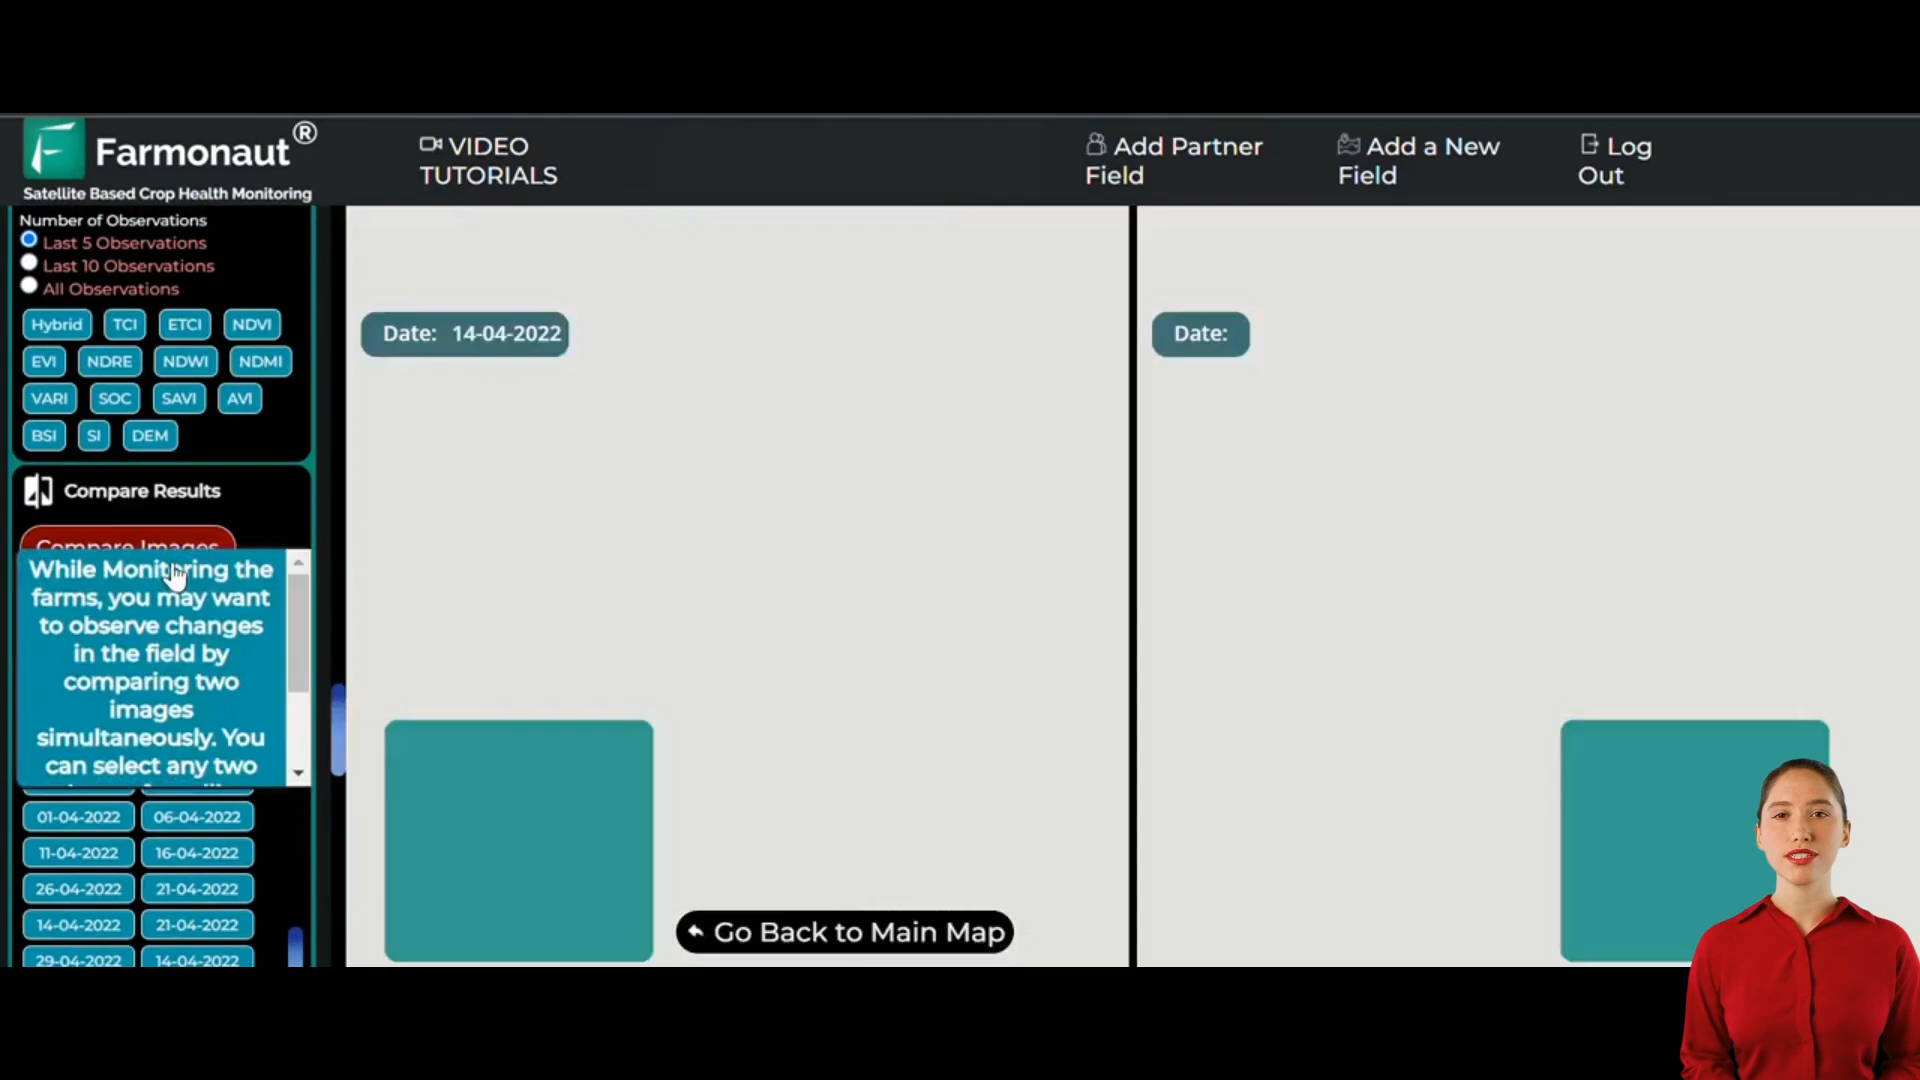 Farmonaut®
Satellite Based Crop Health Monitoring
VIDEO
TUTORIALS
Add Partner
Field
Add a New
Field
Log
Out
Number of Observations
Last 5 Observations
Last 10 Observations
All Observations
Hybrid TCI ETCI NDVI
EVI NDRE NDWI NDMI
VARI SOC SAVI AVI
BSI SI DEM
Compare Results
Compare Images
While Monitoring the
farms, you may want
to observe changes
in the field by
comparing two
images
simultaneously. You
can select any two
01-04-2022 06-04-2022
11-04-2022 16-04-2022
26-04-2022 21-04-2022
14-04-2022 21-04-2022
29-04-2022 14-04-2022
Date: 14-04-2022
Date:
Go Back to Main Map